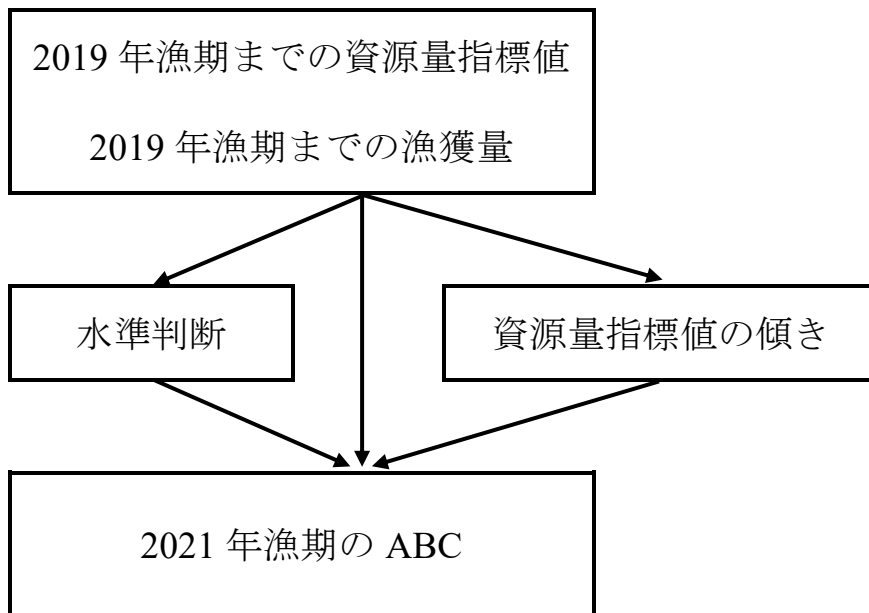 2019 年漁期までの資源量指標値
2019 年漁期までの漁獲量
水準判断
資源量指標値の傾き
2021 年漁期の ABC